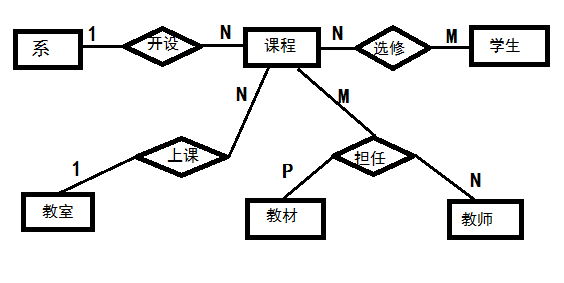 系 1 开设 N 课程 N 选修 M 学生
N M
1 上课 P 担任 N
教室 教材 教师